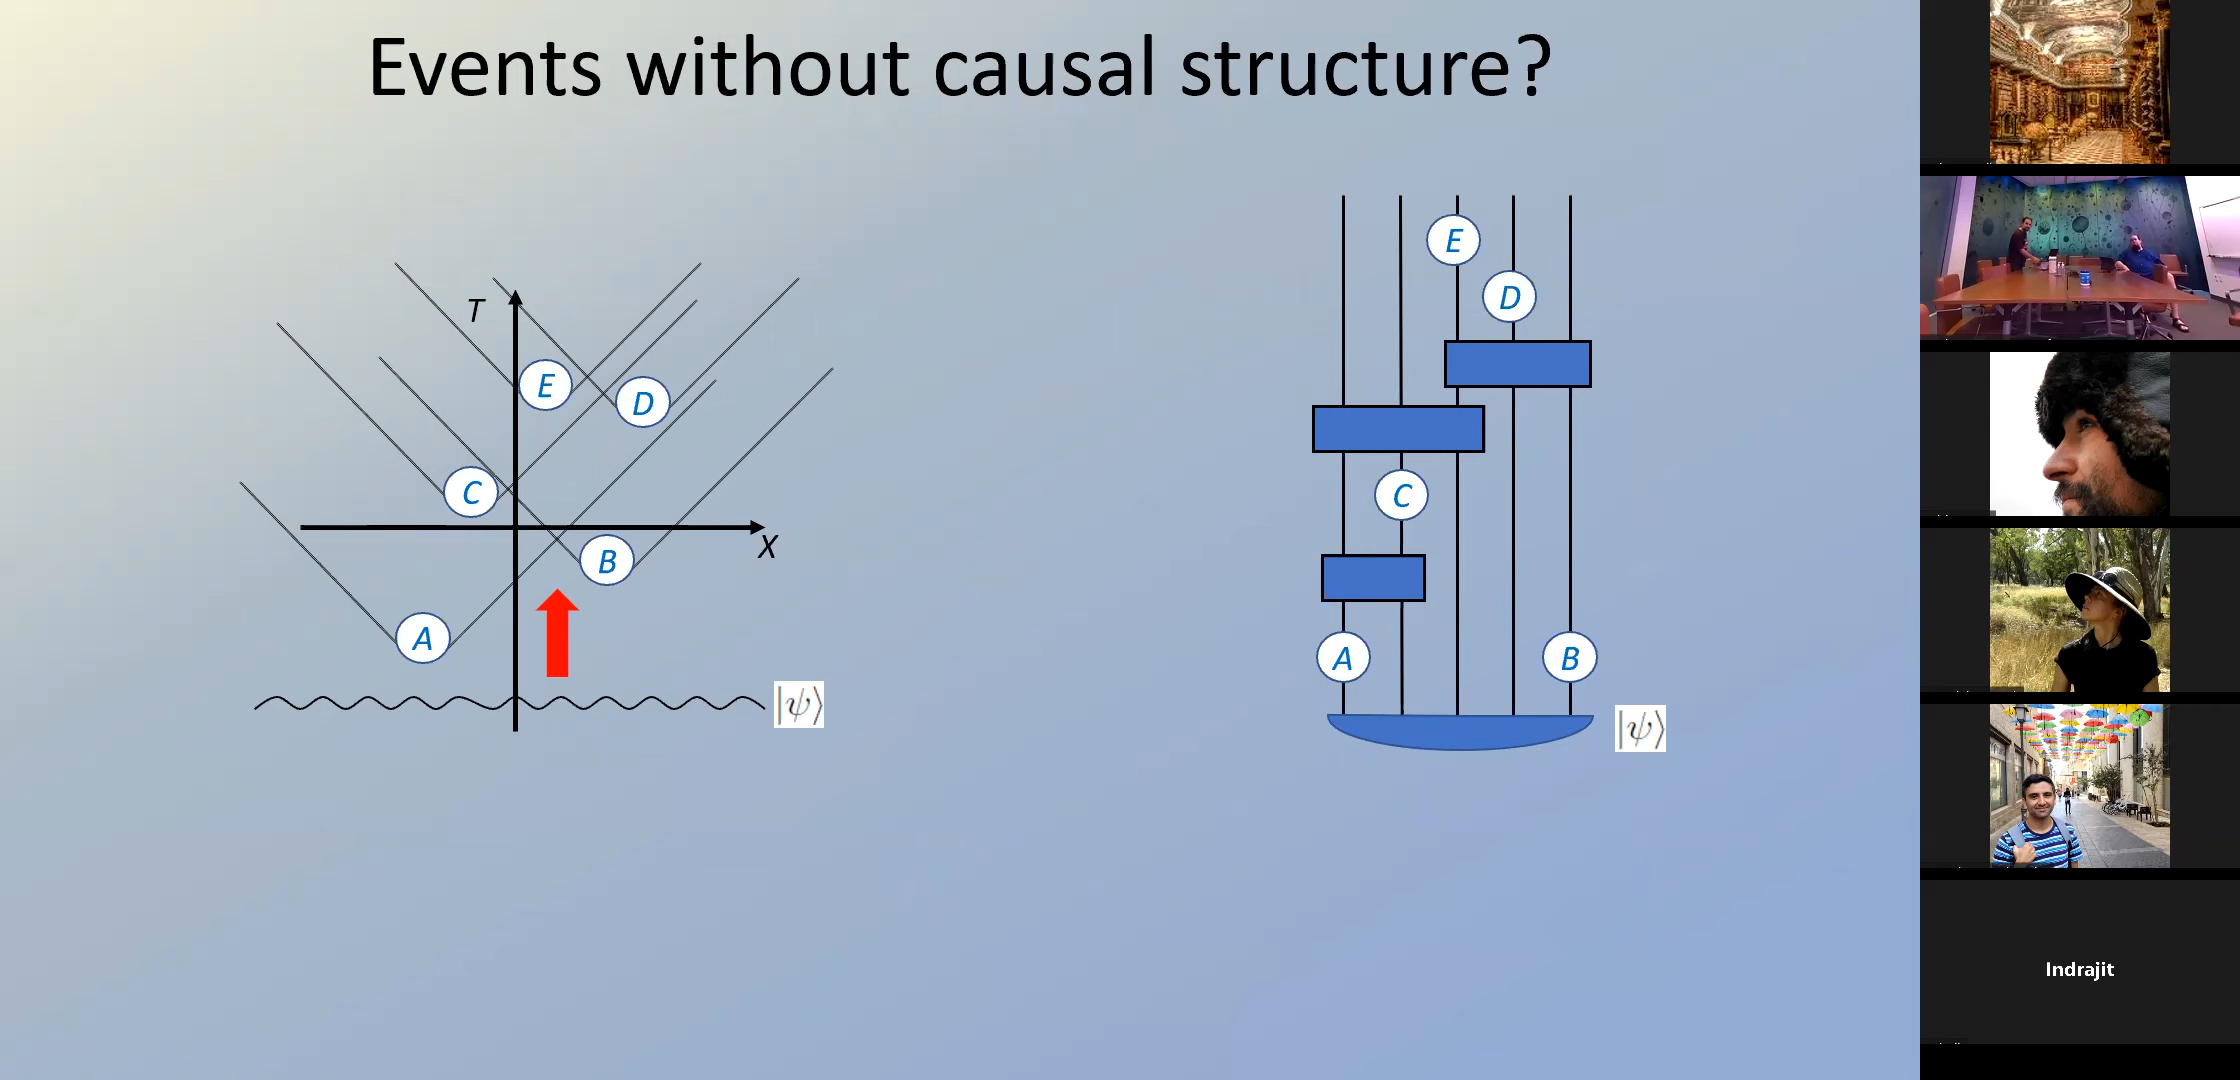 Events without causal structure?
T
E
D
C
X
B
A
|ψ⟩
E
D
C
A
B
|ψ⟩
Indrajit